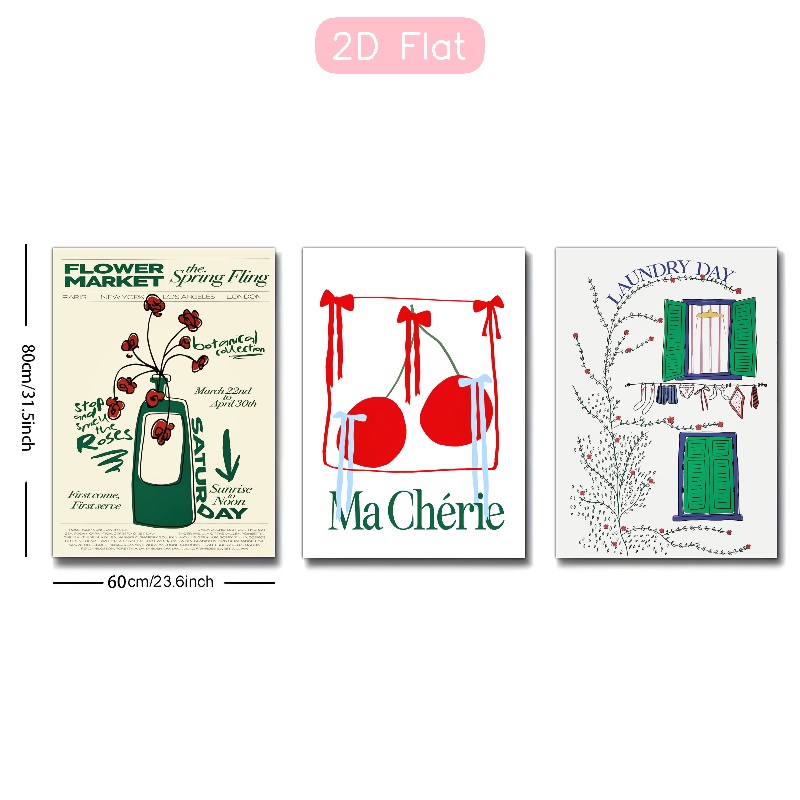 2D Flat
80cm/31.5inch
60cm/23.6inch
FLOWER
MARKET
the
Spring Fling
PARIS NEW YORK LOS ANGELES LONDON
botanical
collection
March 22nd
to
April 30th
stop
and
smell
the
Roses
SATURDAY
First come,
First serve
Sunrise
to
Noon
Ma Chérie
LAUNDRY DAY